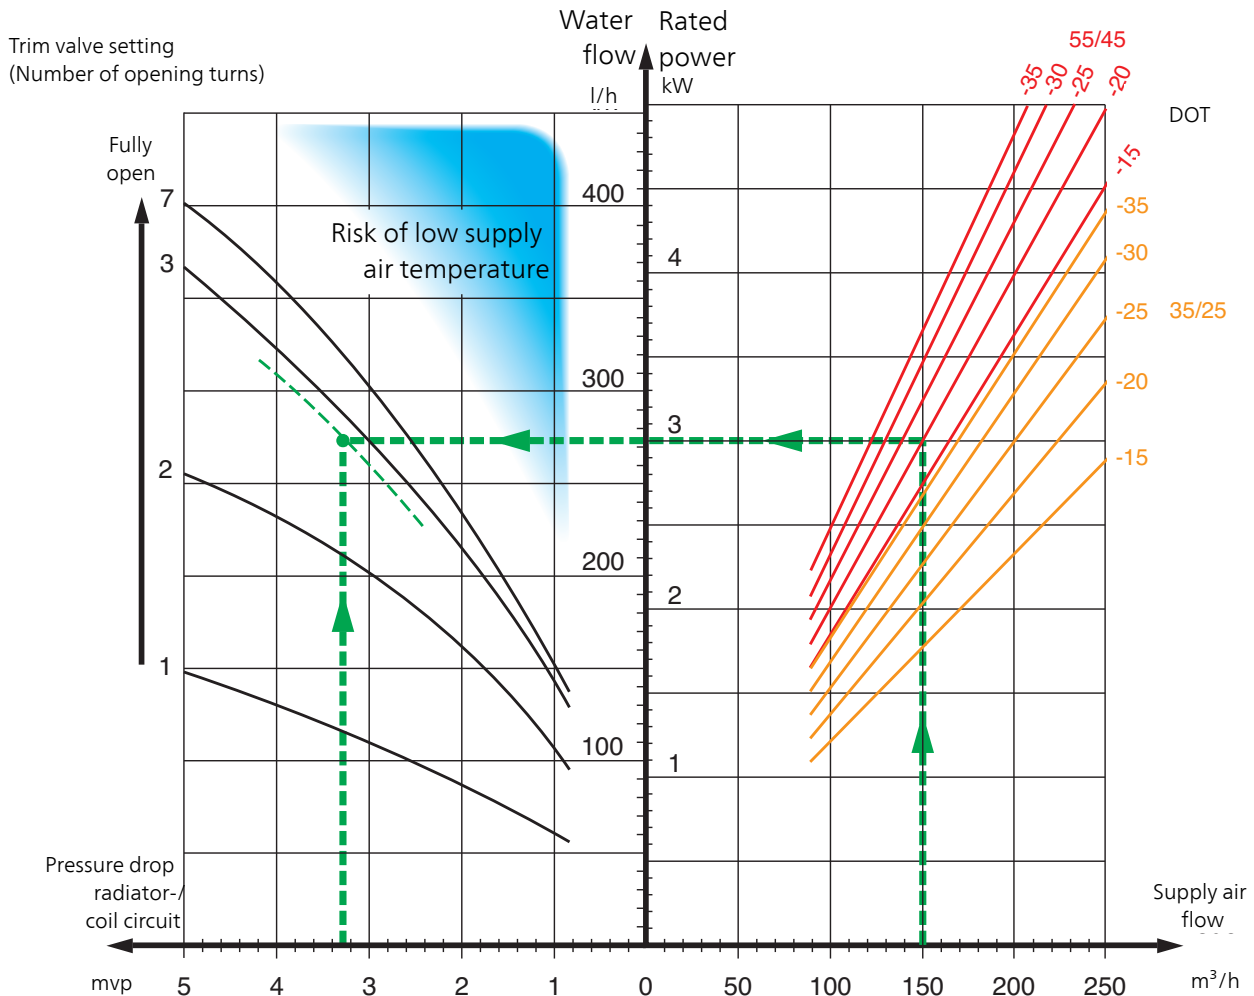 Water Rated
flow power
l/h kW
Trim valve setting
(Number of opening turns)
55/45
-35 -30 -25 -20
DOT
Fully
open
-15
7 400 -35
Risk of low supply
air temperature
3 4 -30
-25 35/25
300 -20
3
2 -15
200
2
1
100
1
Pressure drop
radiator-/
coil circuit
Supply air
flow
mvp 5 4 3 2 1 0 50 100 150 200 250 m³/h